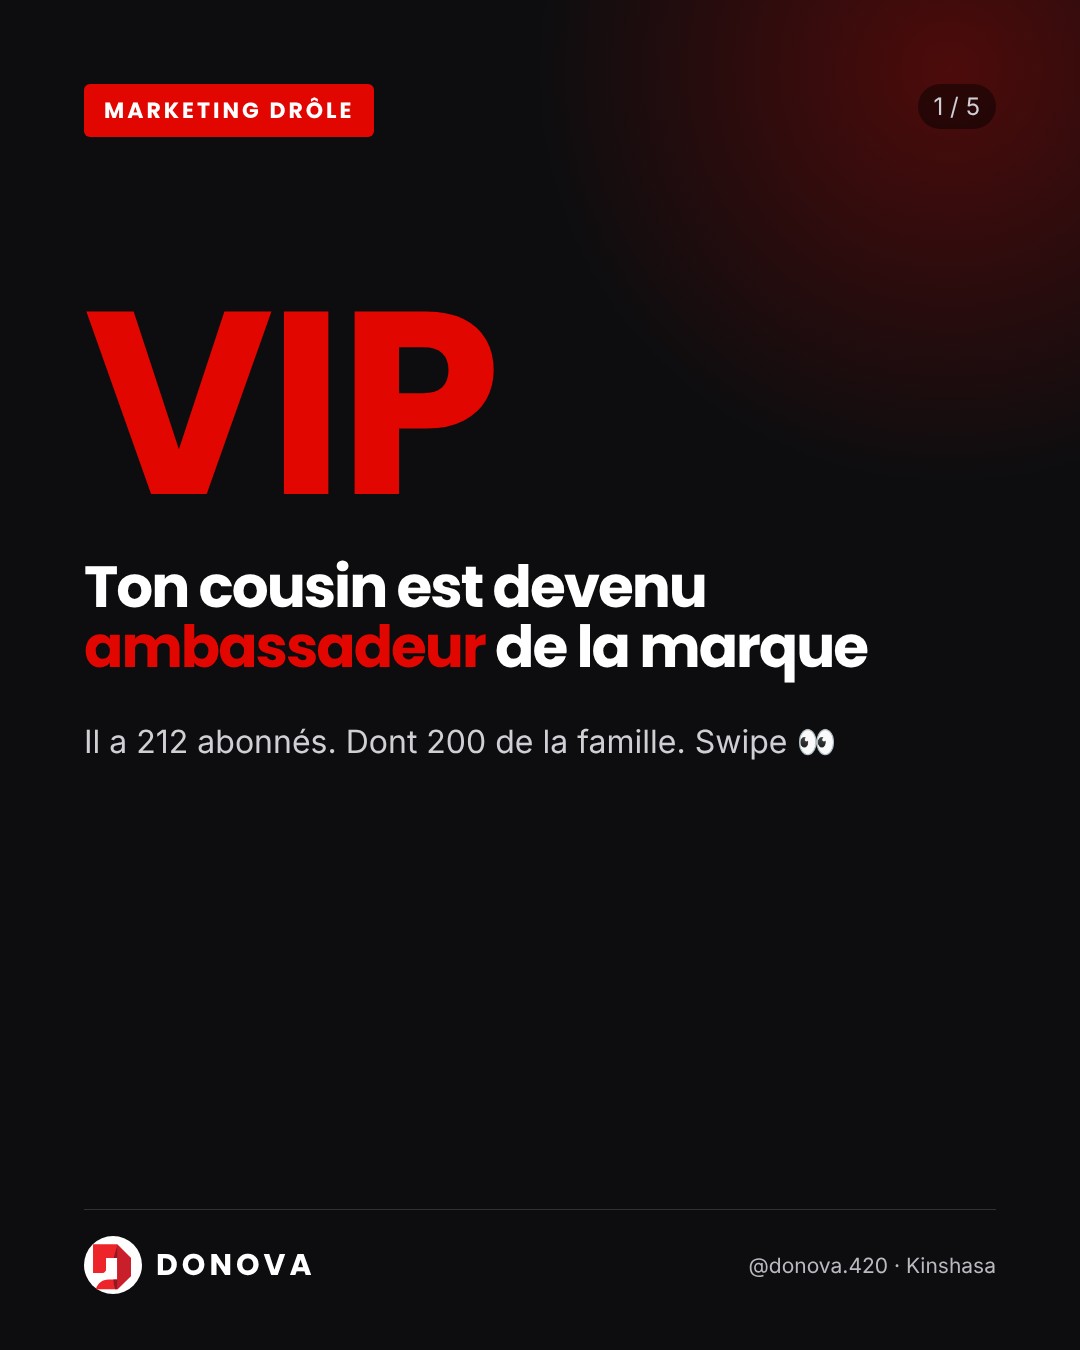 MARKETING DRÔLE
1 / 5
VIP
Ton cousin est devenu
ambassadeur de la marque
Il a 212 abonnés. Dont 200 de la famille. Swipe 👀
DONOVA
@donova.420 · Kinshasa